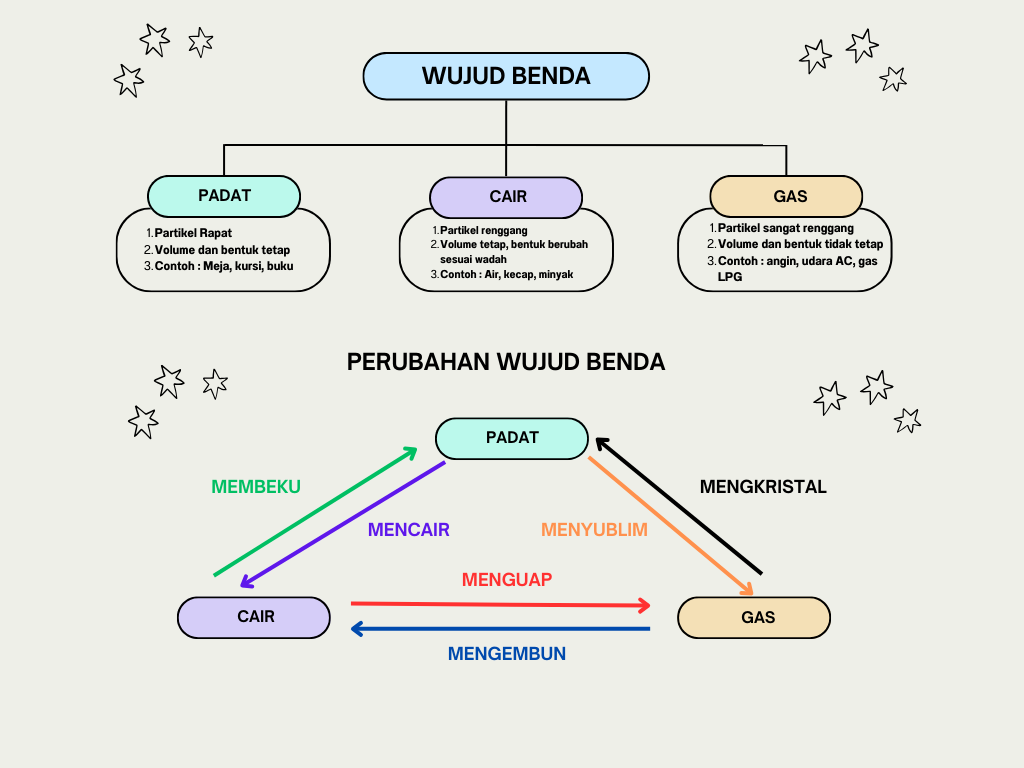 WUJUD BENDA
PADAT
1. Partikel Rapat
2. Volume dan bentuk tetap
3. Contoh : Meja, kursi, buku
CAIR
1. Partikel renggang
2. Volume tetap, bentuk berubah
sesuai wadah
3. Contoh : Air, kecap, minyak
GAS
1. Partikel sangat renggang
2. Volume dan bentuk tidak tetap
3. Contoh : angin, udara AC, gas
LPG
PERUBAHAN WUJUD BENDA
PADAT
MEMBEKU
MENGKRISTAL
MENCAIR
MENYUBLIM
MENGUAP
CAIR
GAS
MENGEMBUN